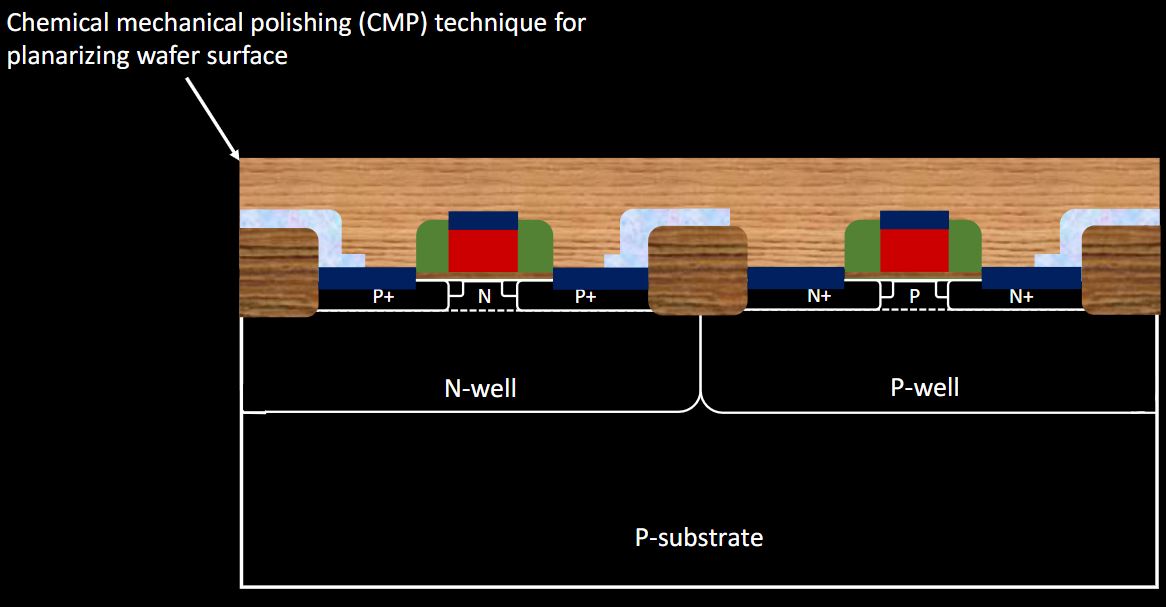 Chemical mechanical polishing (CMP) technique for
planarizing wafer surface
P+
N
P+
N+
P
N+
N-well
P-well
P-substrate